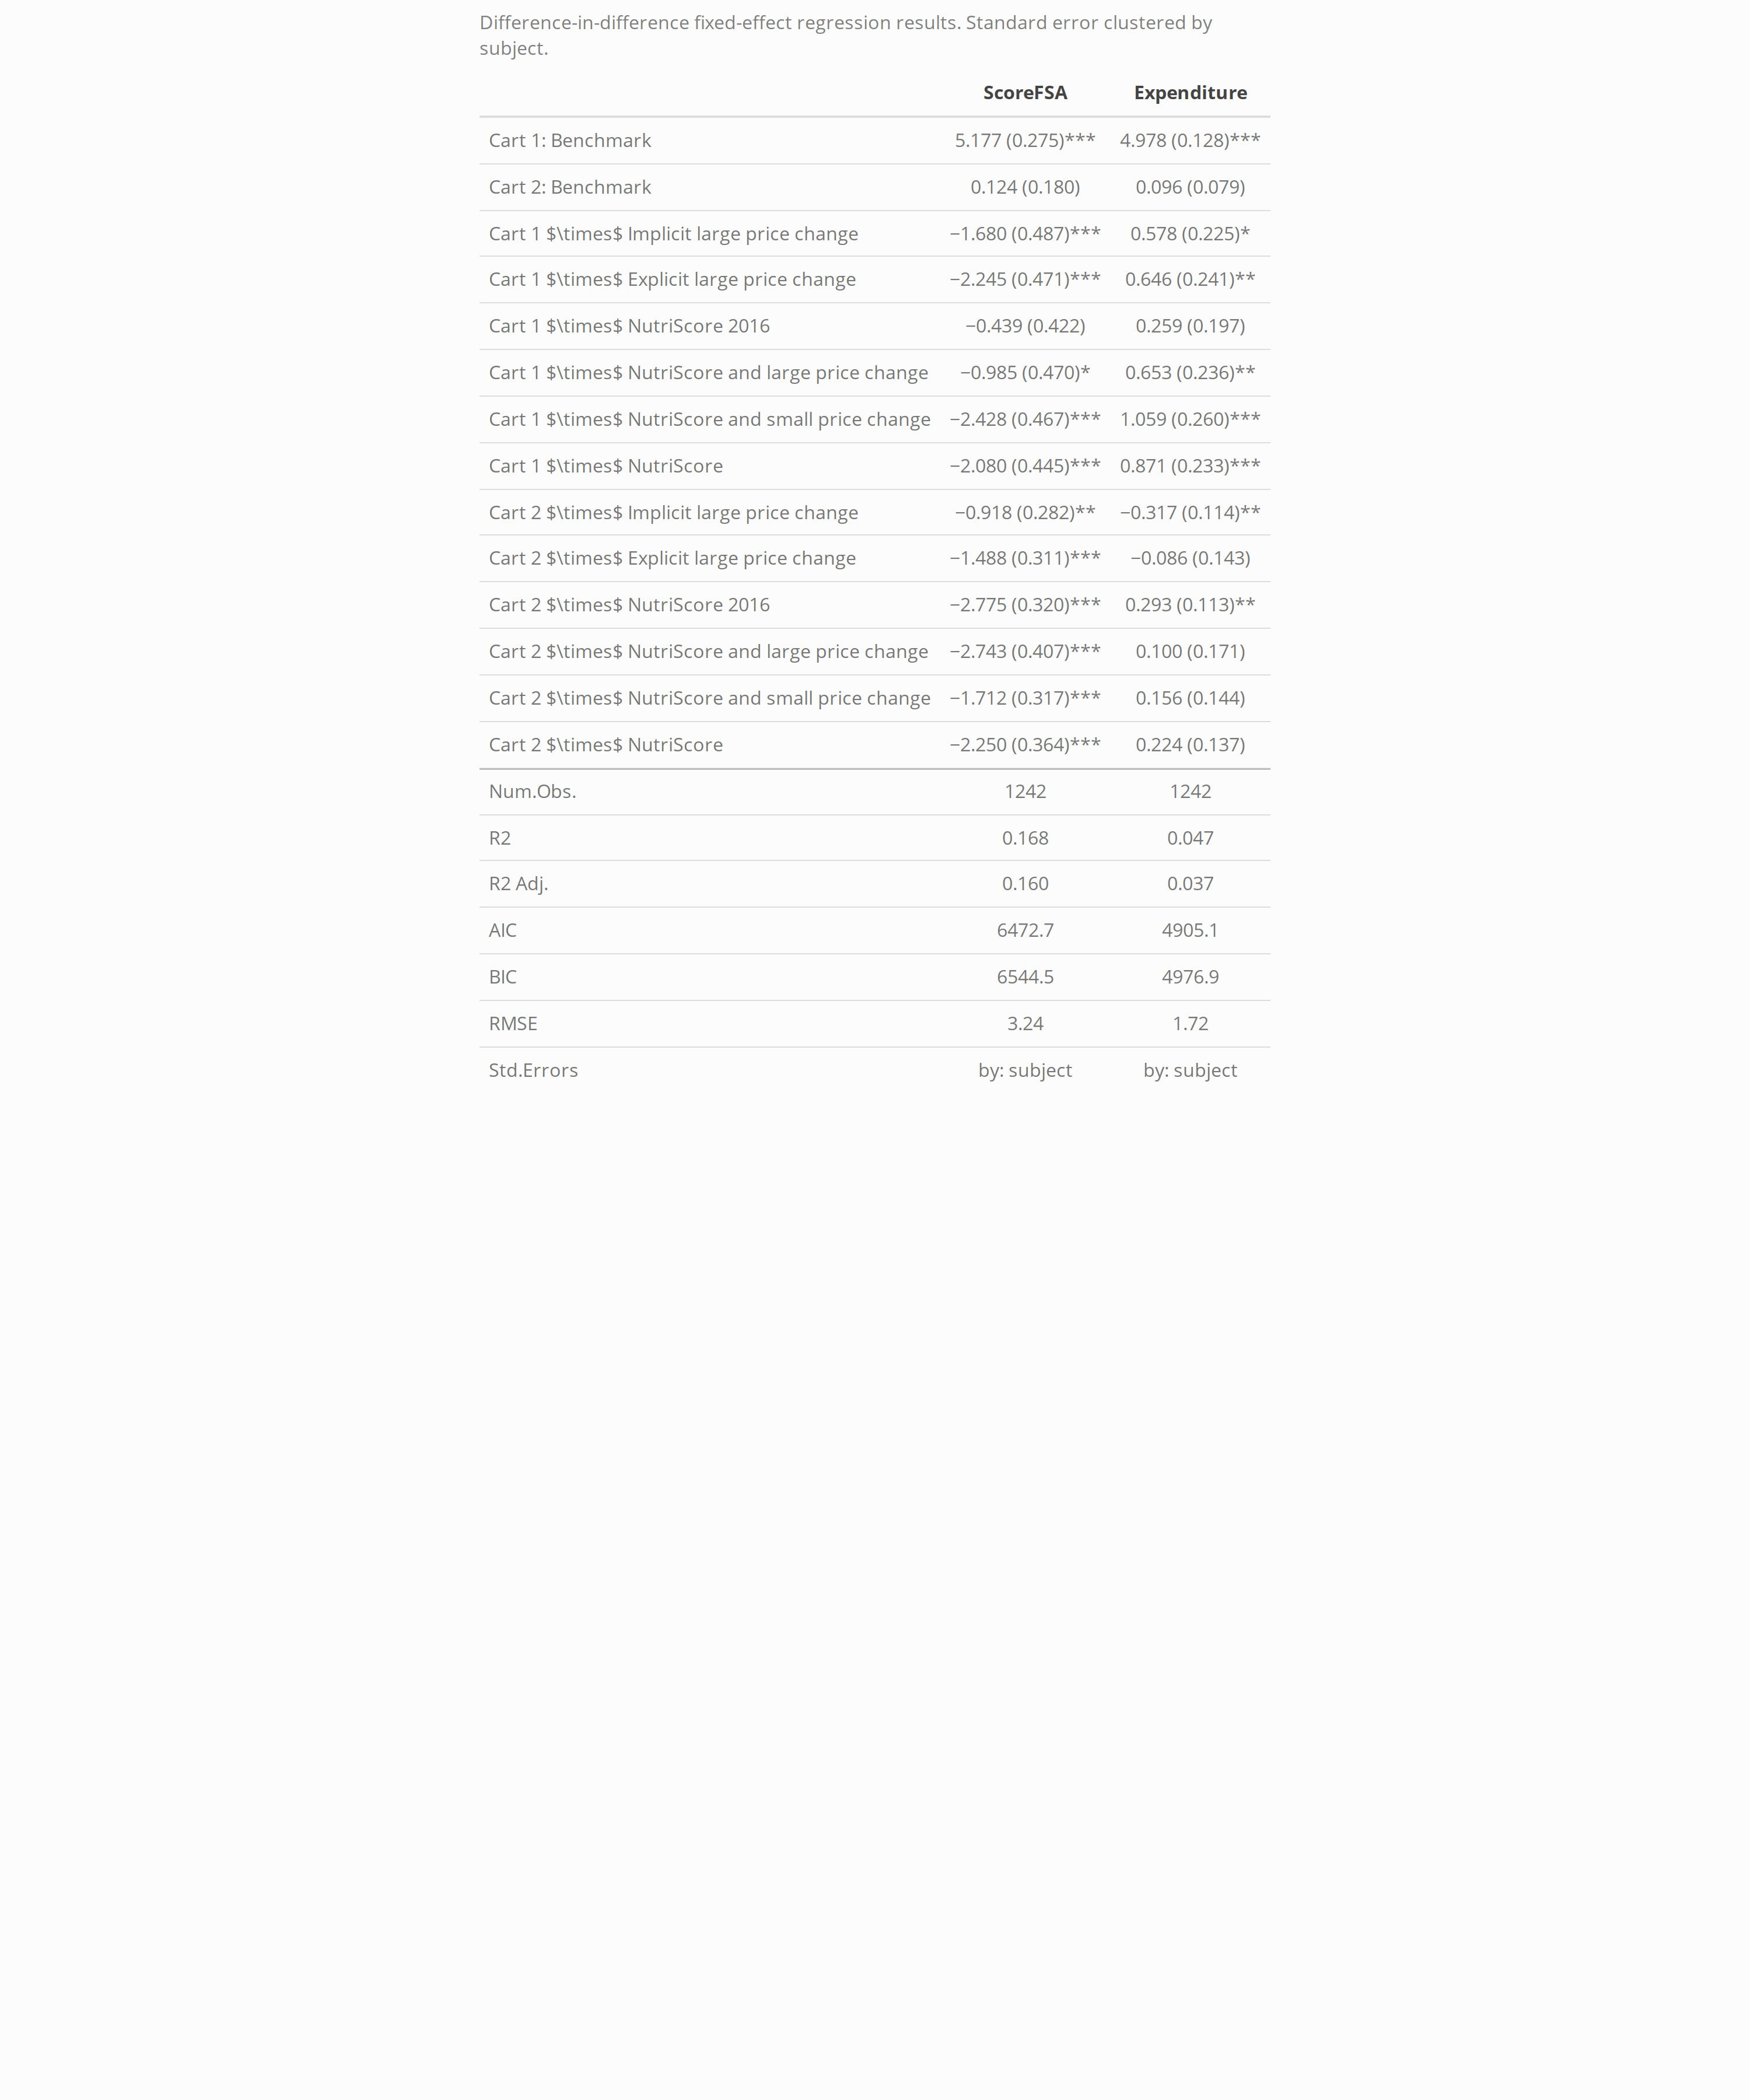 Difference-in-difference fixed-effect regression results. Standard error clustered by
subject.
ScoreFSA Expenditure
Cart 1: Benchmark 5.177 (0.275)*** 4.978 (0.128)***
Cart 2: Benchmark 0.124 (0.180) 0.096 (0.079)
Cart 1 $\times$ Implicit large price change −1.680 (0.487)*** 0.578 (0.225)*
Cart 1 $\times$ Explicit large price change −2.245 (0.471)*** 0.646 (0.241)**
Cart 1 $\times$ NutriScore 2016 −0.439 (0.422) 0.259 (0.197)
Cart 1 $\times$ NutriScore and large price change −0.985 (0.470)* 0.653 (0.236)**
Cart 1 $\times$ NutriScore and small price change −2.428 (0.467)*** 1.059 (0.260)***
Cart 1 $\times$ NutriScore −2.080 (0.445)*** 0.871 (0.233)***
Cart 2 $\times$ Implicit large price change −0.918 (0.282)** −0.317 (0.114)**
Cart 2 $\times$ Explicit large price change −1.488 (0.311)*** −0.086 (0.143)
Cart 2 $\times$ NutriScore 2016 −2.775 (0.320)*** 0.293 (0.113)**
Cart 2 $\times$ NutriScore and large price change −2.743 (0.407)*** 0.100 (0.171)
Cart 2 $\times$ NutriScore and small price change −1.712 (0.317)*** 0.156 (0.144)
Cart 2 $\times$ NutriScore −2.250 (0.364)*** 0.224 (0.137)
Num.Obs. 1242 1242
R2 0.168 0.047
R2 Adj. 0.160 0.037
AIC 6472.7 4905.1
BIC 6544.5 4976.9
RMSE 3.24 1.72
Std.Errors by: subject by: subject